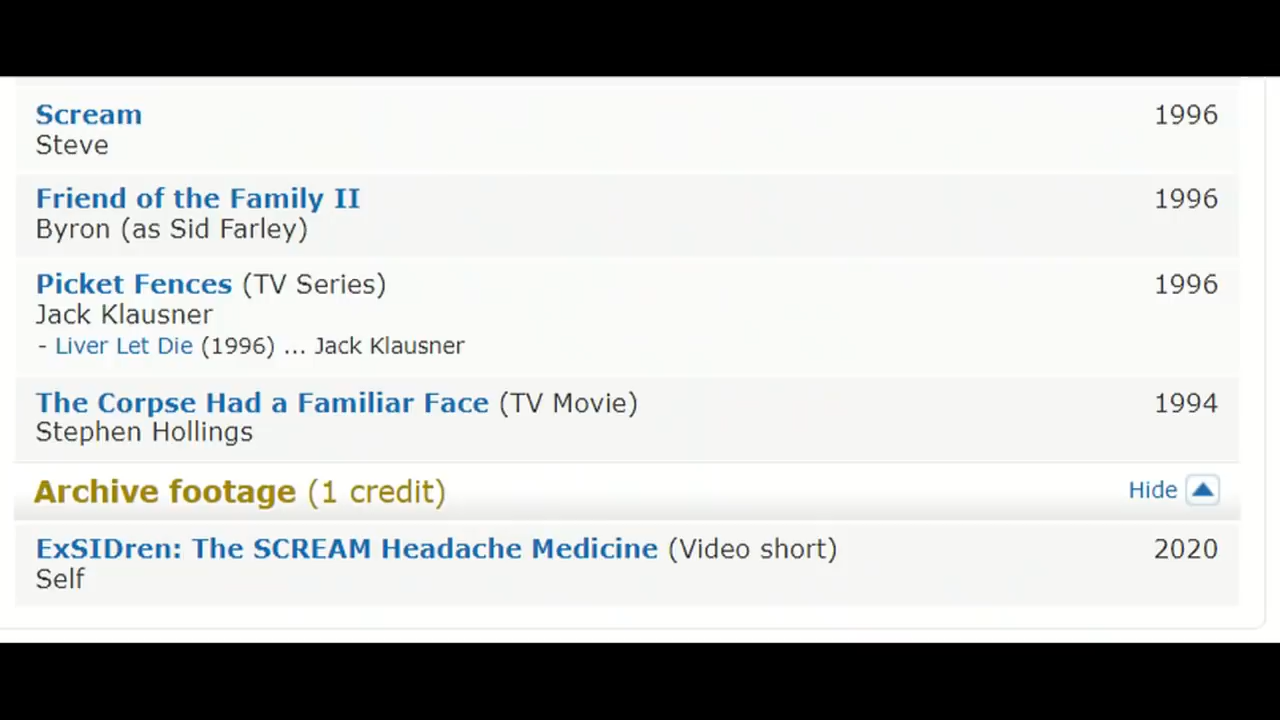 Scream 1996
Steve
Friend of the Family II 1996
Byron (as Sid Farley)
Picket Fences (TV Series) 1996
Jack Klausner
- Liver Let Die (1996) ... Jack Klausner
The Corpse Had a Familiar Face (TV Movie) 1994
Stephen Hollings
Archive footage (1 credit) Hide
ExSIDren: The SCREAM Headache Medicine (Video short) 2020
Self